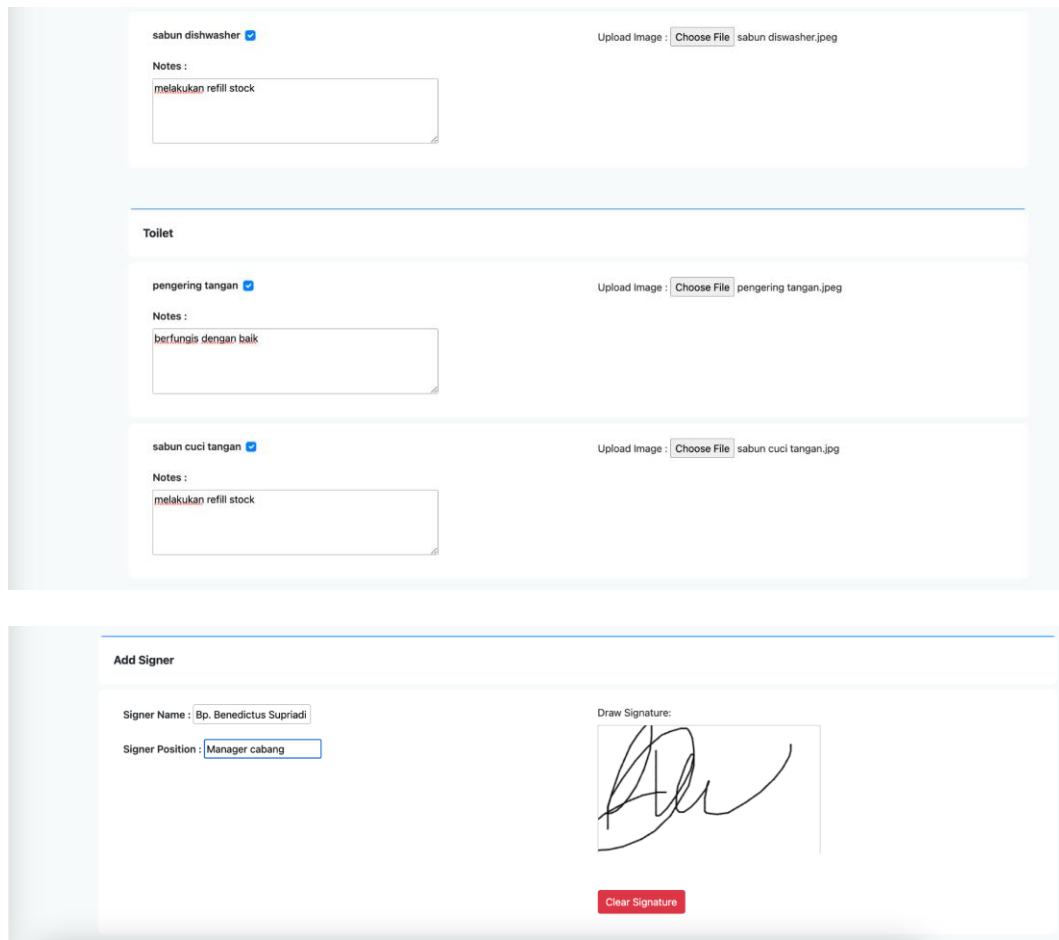 sabun dishwasher
Upload Image : Choose File sabun diswasher.jpeg
Notes :
melakukan refill stock
Toilet
pengering tangan
Upload Image : Choose File pengering tangan.jpeg
Notes :
berfungis dengan baik
sabun cuci tangan
Upload Image : Choose File sabun cuci tangan.jpg
Notes :
melakukan refill stock
Add Signer
Signer Name : Bp. Benedictus Supriadi
Draw Signature:
Signer Position : Manager cabang
Clear Signature